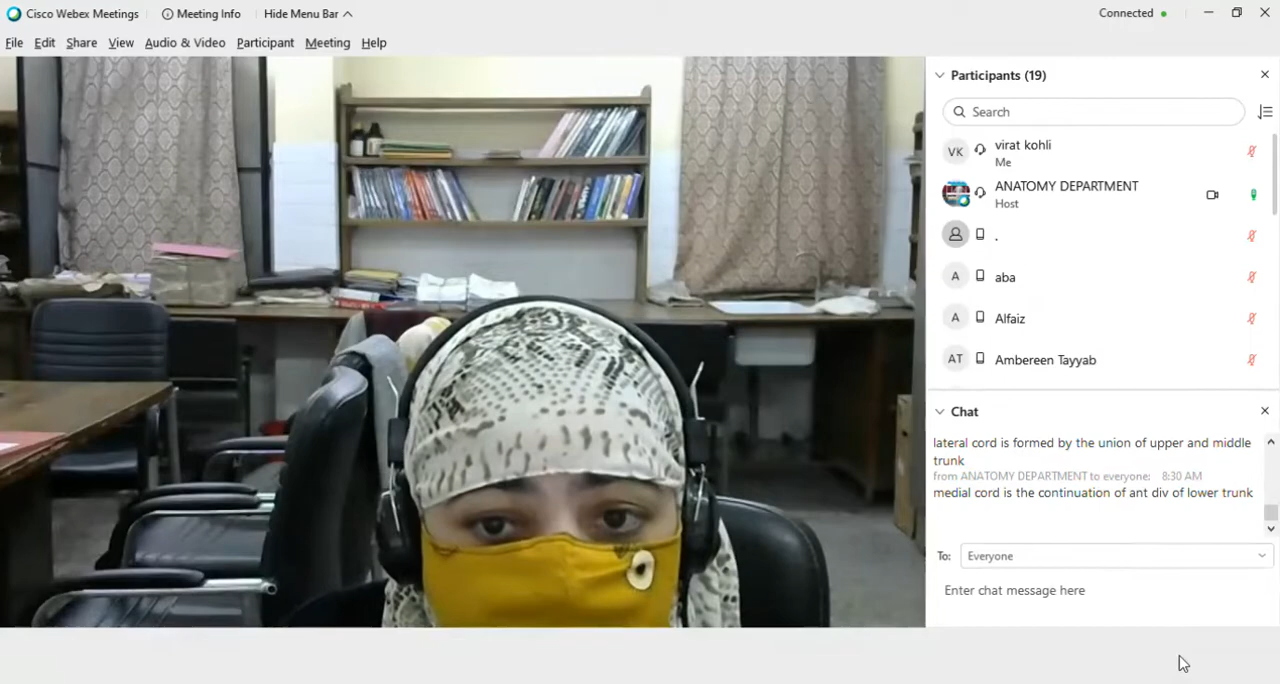 Cisco Webex Meetings
Meeting Info
Hide Menu Bar
Connected
File Edit Share View Audio & Video Participant Meeting Help
Participants (19)
Search
VK
virat kohli
Me
ANATOMY DEPARTMENT
Host
.
A
aba
A
Alfaiz
AT
Ambereen Tayyab
Chat
lateral cord is formed by the union of upper and middle
trunk
from ANATOMY DEPARTMENT to everyone: 8:30 AM
medial cord is the continuation of ant div of lower trunk
To:
Everyone
Enter chat message here